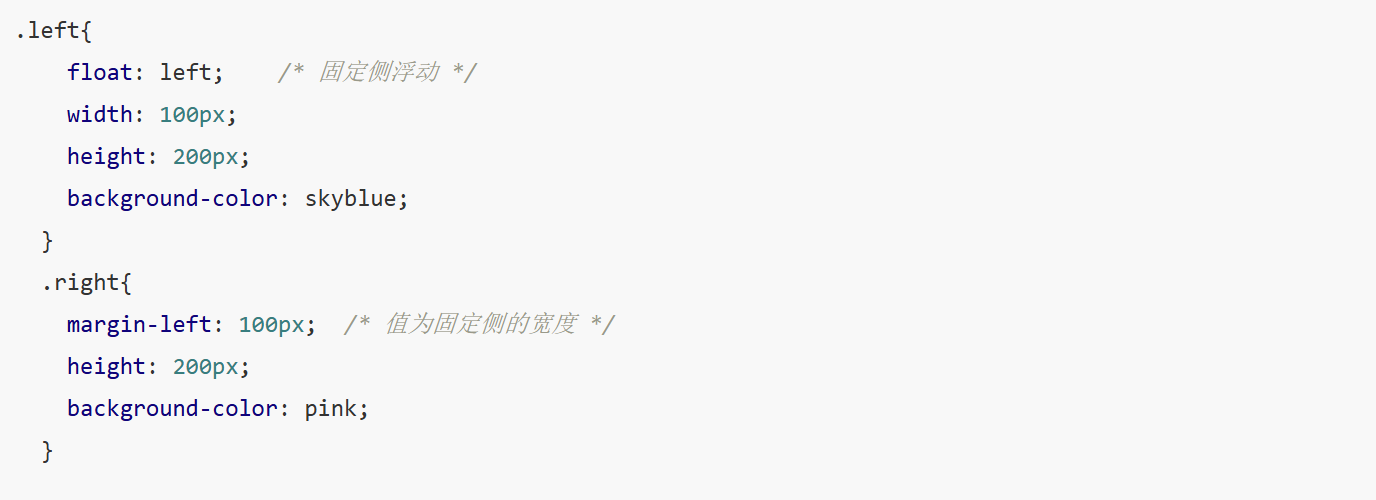 .left{
    float: left;    /* 固定侧浮动 */
    width: 100px;
    height: 200px;
    background-color: skyblue;
  }
  .right{
    margin-left: 100px;  /* 值为固定侧的宽度 */
    height: 200px;
    background-color: pink;
  }